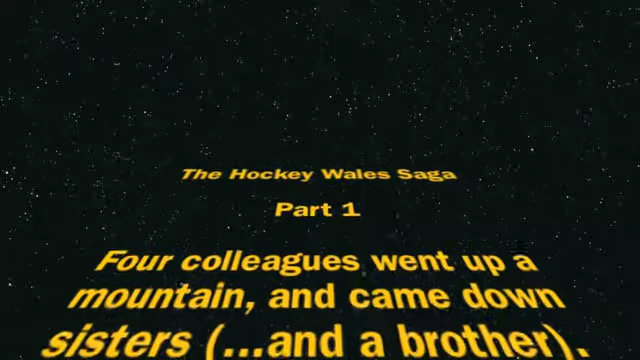 The Hockey Wales Saga
Part 1
Four colleagues went up a
mountain, and came down
sisters (...and a brother).